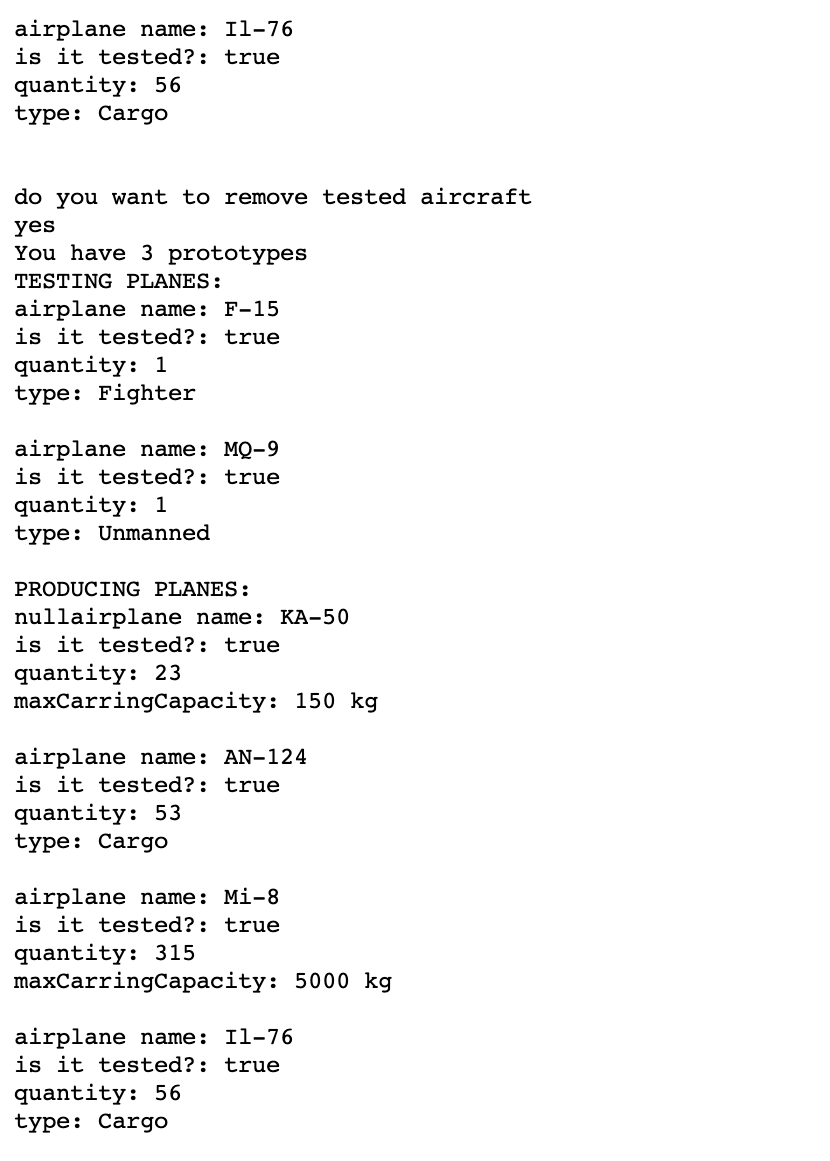 airplane name: Il-76
is it tested?: true
quantity: 56
type: Cargo
do you want to remove tested aircraft
yes
You have 3 prototypes
TESTING PLANES:
airplane name: F-15
is it tested?: true
quantity: 1
type: Fighter
airplane name: MQ-9
is it tested?: true
quantity: 1
type: Unmanned
PRODUCING PLANES:
nullairplane name: KA-50
is it tested?: true
quantity: 23
maxCarringCapacity: 150 kg
airplane name: AN-124
is it tested?: true
quantity: 53
type: Cargo
airplane name: Mi-8
is it tested?: true
quantity: 315
maxCarringCapacity: 5000 kg
airplane name: Il-76
is it tested?: true
quantity: 56
type: Cargo